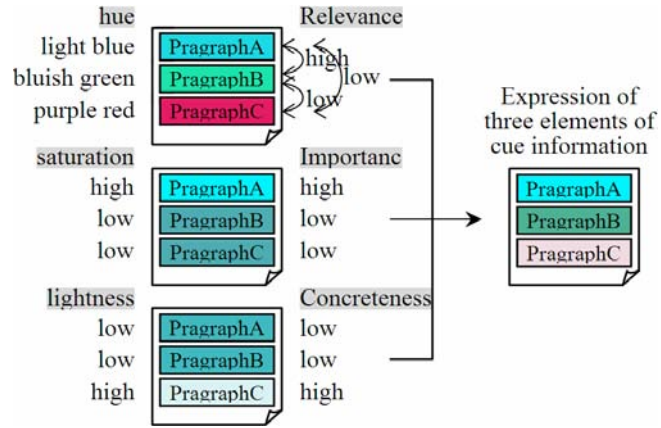 hue Relevance
light blue PragraphA
high
bluish green PragraphB low
low
purple red PragraphC
saturation Importanc
high PragraphA high
low PragraphB low
low PragraphC low
lightness Concreteness
low PragraphA low
low PragraphB low
high PragraphC high
Expression of
three elements of
cue information
PragraphA
PragraphB
PragraphC